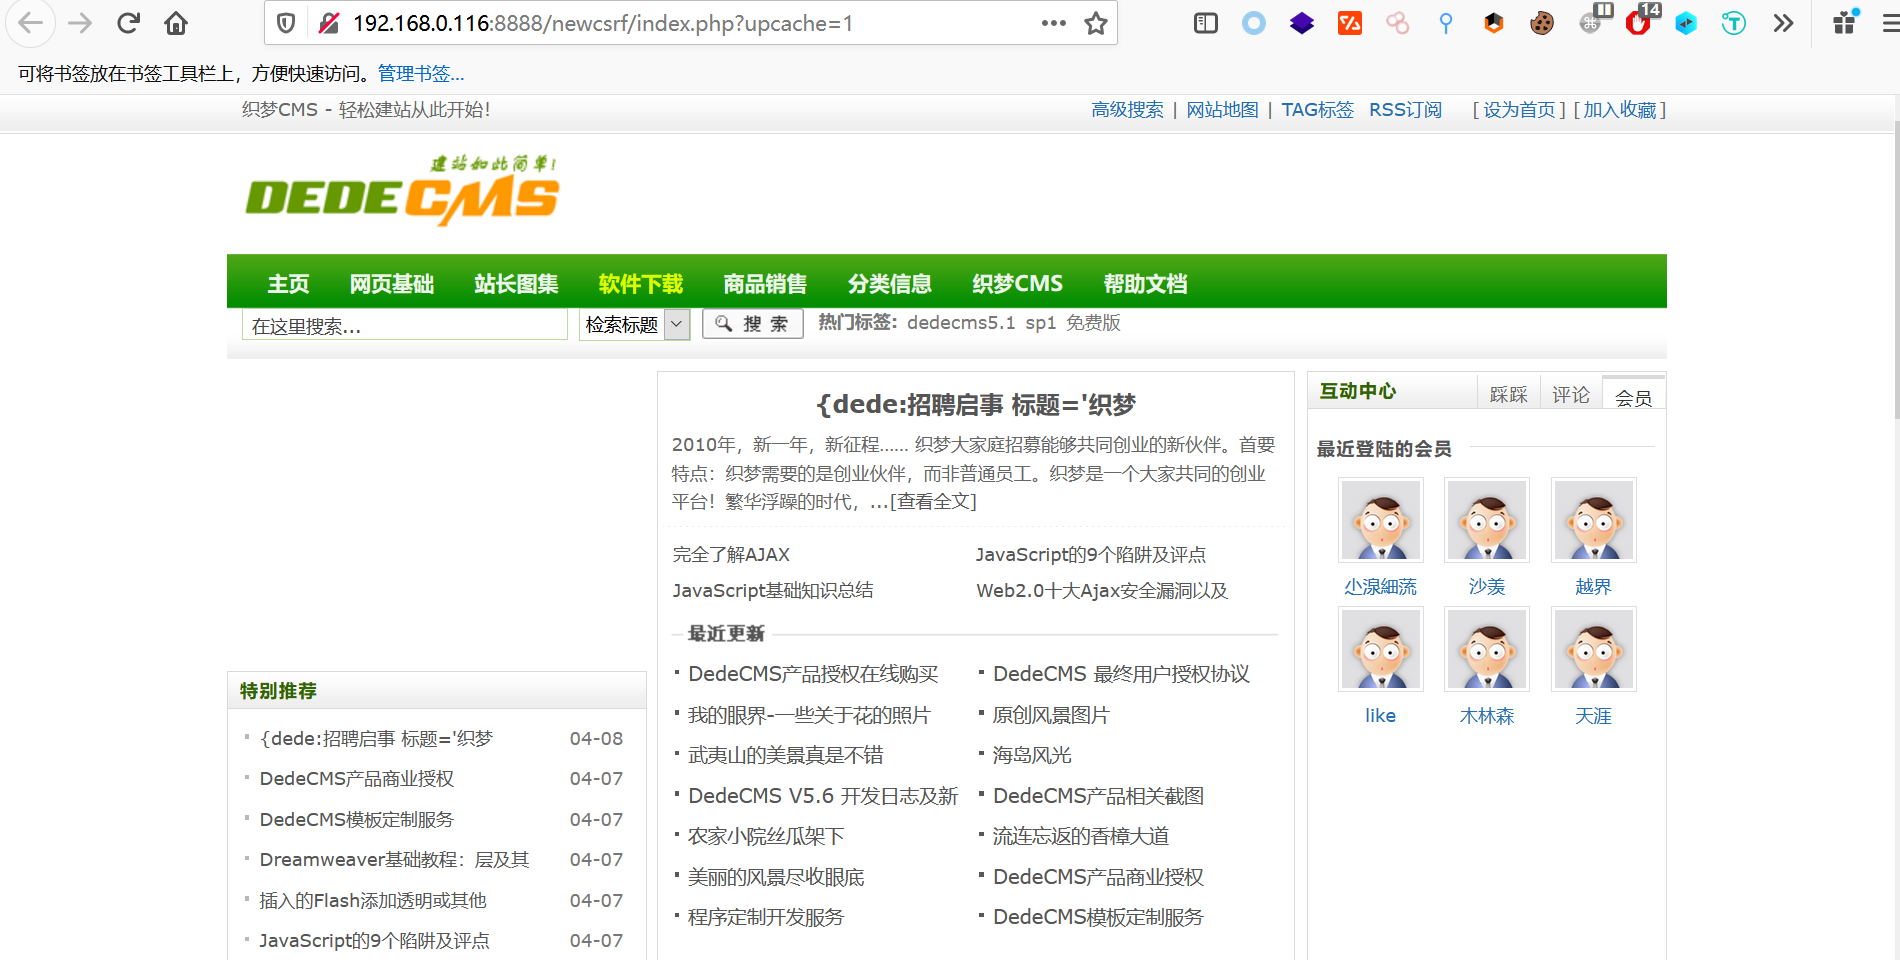 192.168.0.116:8888/newcsrf/index.php?upcache=1
14
可将书签放在书签工具栏上，方便快速访问。管理书签...
织梦CMS - 轻松建站从此开始！
高级搜索 | 网站地图 | TAG标签 RSS订阅 [ 设为首页 ] [ 加入收藏 ]
建站如此简单！
DEDECMS
主页 网页基础 站长图集 软件下载 商品销售 分类信息 织梦CMS 帮助文档
在这里搜索... 检索标题 搜 索 热门标签: dedecms5.1 sp1 免费版
{dede:招聘启事 标题='织梦
2010年，新一年，新征程…… 织梦大家庭招募能够共同创业的新伙伴。首要
特点：织梦需要的是创业伙伴，而非普通员工。织梦是一个大家共同的创业
平台！繁华浮躁的时代，...[查看全文]
完全了解AJAX JavaScript的9个陷阱及评点
JavaScript基础知识总结 Web2.0十大Ajax安全漏洞以及
最近更新
DedeCMS产品授权在线购买 DedeCMS 最终用户授权协议
我的眼界-一些关于花的照片 原创风景图片
武夷山的美景真是不错 海岛风光
DedeCMS V5.6 开发日志及新 DedeCMS产品相关截图
农家小院丝瓜架下 流连忘返的香樟大道
美丽的风景尽收眼底 DedeCMS产品商业授权
程序定制开发服务 DedeCMS模板定制服务
特别推荐
{dede:招聘启事 标题='织梦 04-08
DedeCMS产品商业授权 04-07
DedeCMS模板定制服务 04-07
Dreamweaver基础教程：层及其 04-07
插入的Flash添加透明或其他 04-07
JavaScript的9个陷阱及评点 04-07
互动中心 踩踩 评论 会员
最近登陆的会员
沙羡 越界
like 木林森 天涯